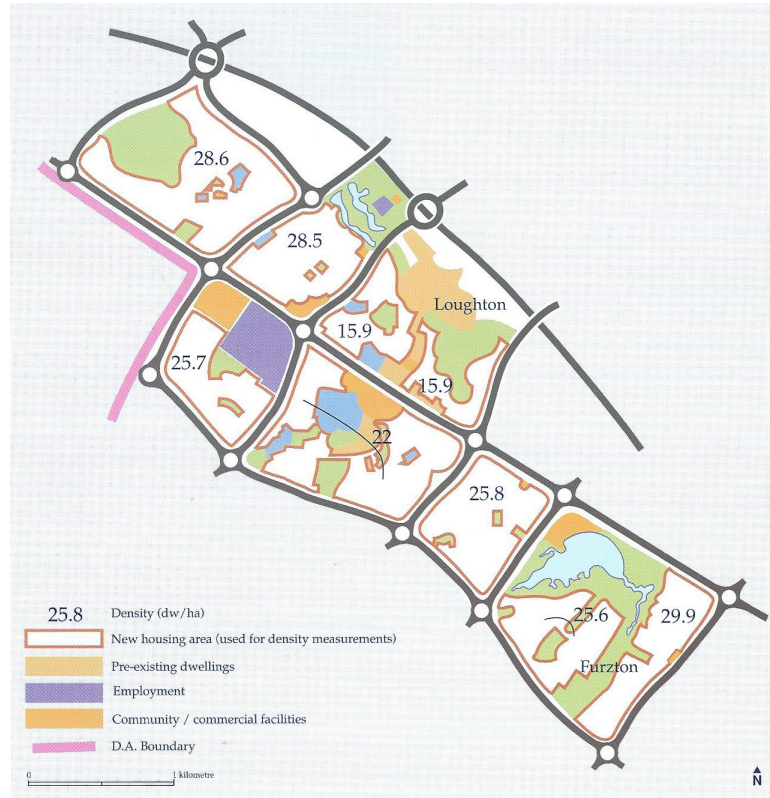 28.6
28.5
Loughton
15.9
25.7
15.9
22
25.8
25.6
29.9
Furzton
25.8 Density (dw/ha)
New housing area (used for density measurements)
Pre-existing dwellings
Employment
Community / commercial facilities
D.A. Boundary
0 1 kilometre
N